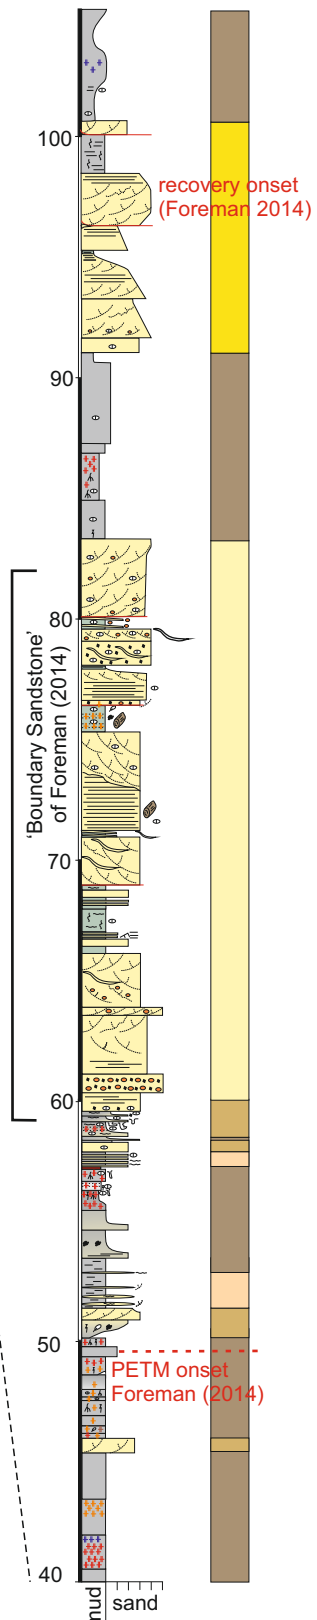 100
recovery onset
(Foreman 2014)
90
80
'Boundary Sandstone'
of Foreman (2014)
70
60
50
PETM onset
Foreman (2014)
40
mud
sand